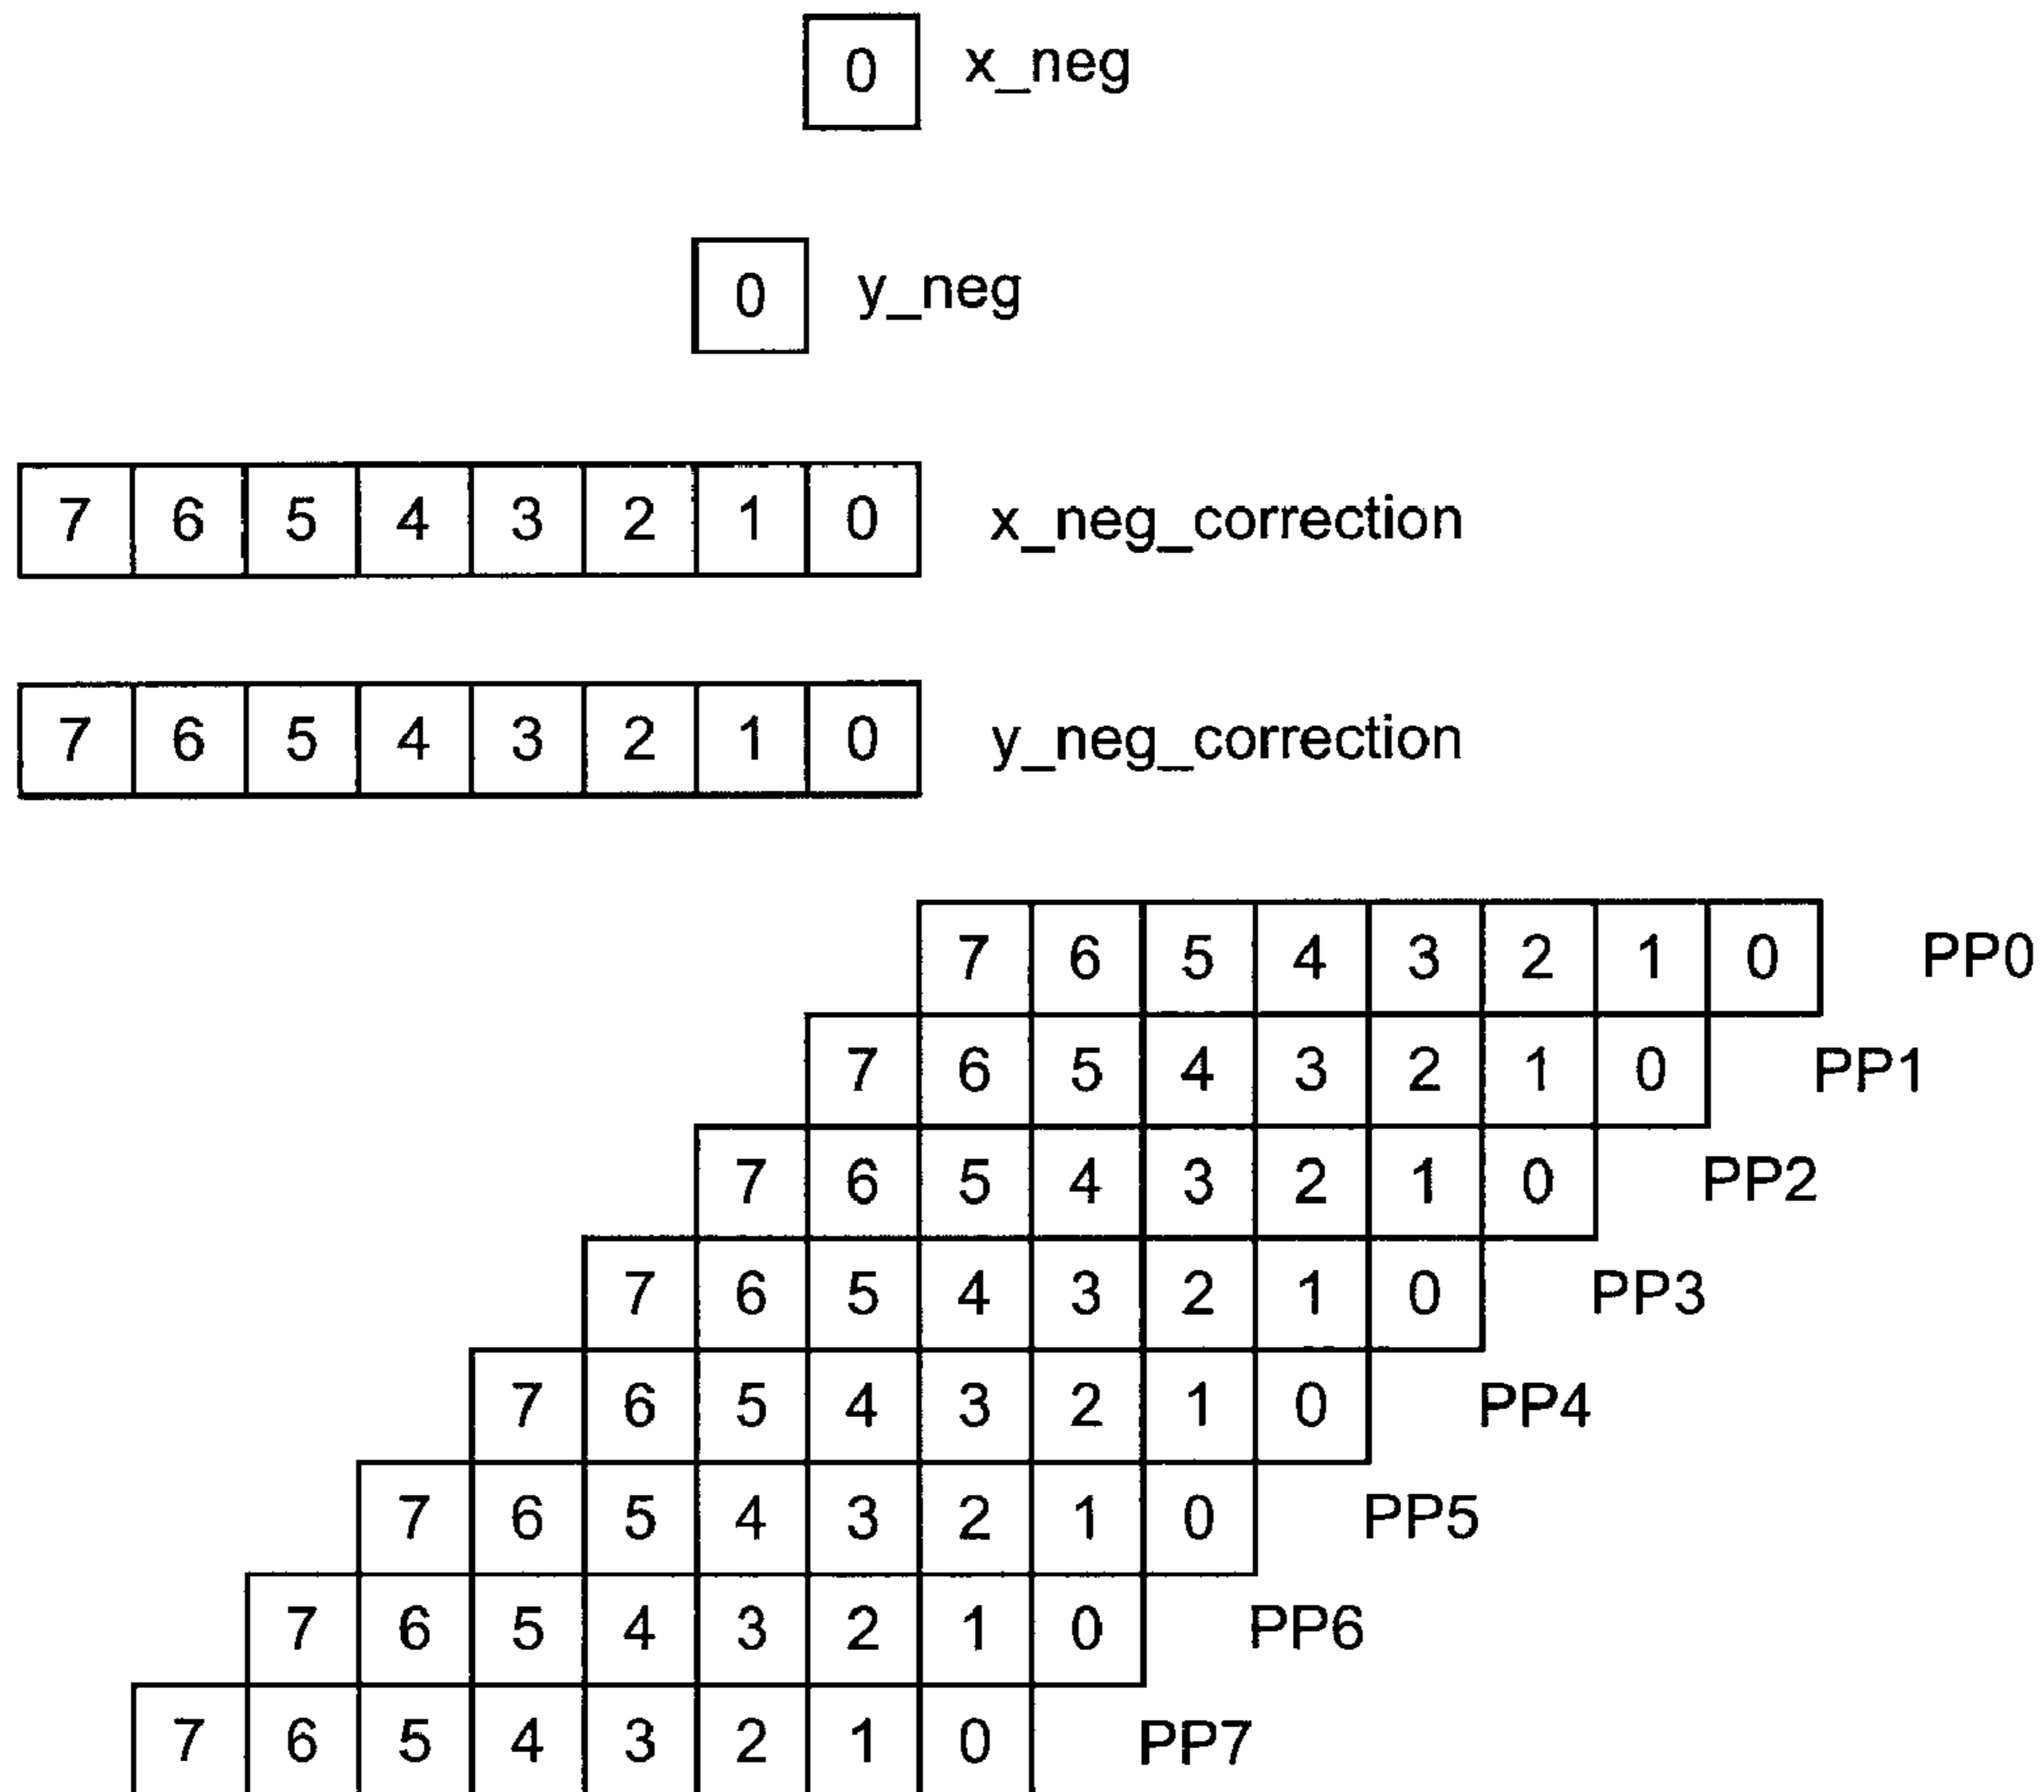 0 x_neg
0 y_neg
7 6 5 4 3 2 1 0 x_neg_correction
7 6 5 4 3 2 1 0 y_neg_correction
7 6 5 4 3 2 1 0 PP0
7 6 5 4 3 2 1 0 PP1
7 6 5 4 3 2 1 0 PP2
7 6 5 4 3 2 1 0 PP3
7 6 5 4 3 2 1 0 PP4
7 6 5 4 3 2 1 0 PP5
7 6 5 4 3 2 1 0 PP6
7 6 5 4 3 2 1 0 PP7